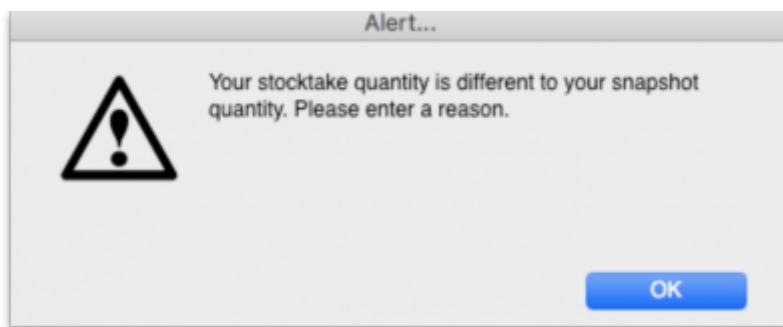 Alert...
Your stocktake quantity is different to your snapshot
quantity. Please enter a reason.
OK